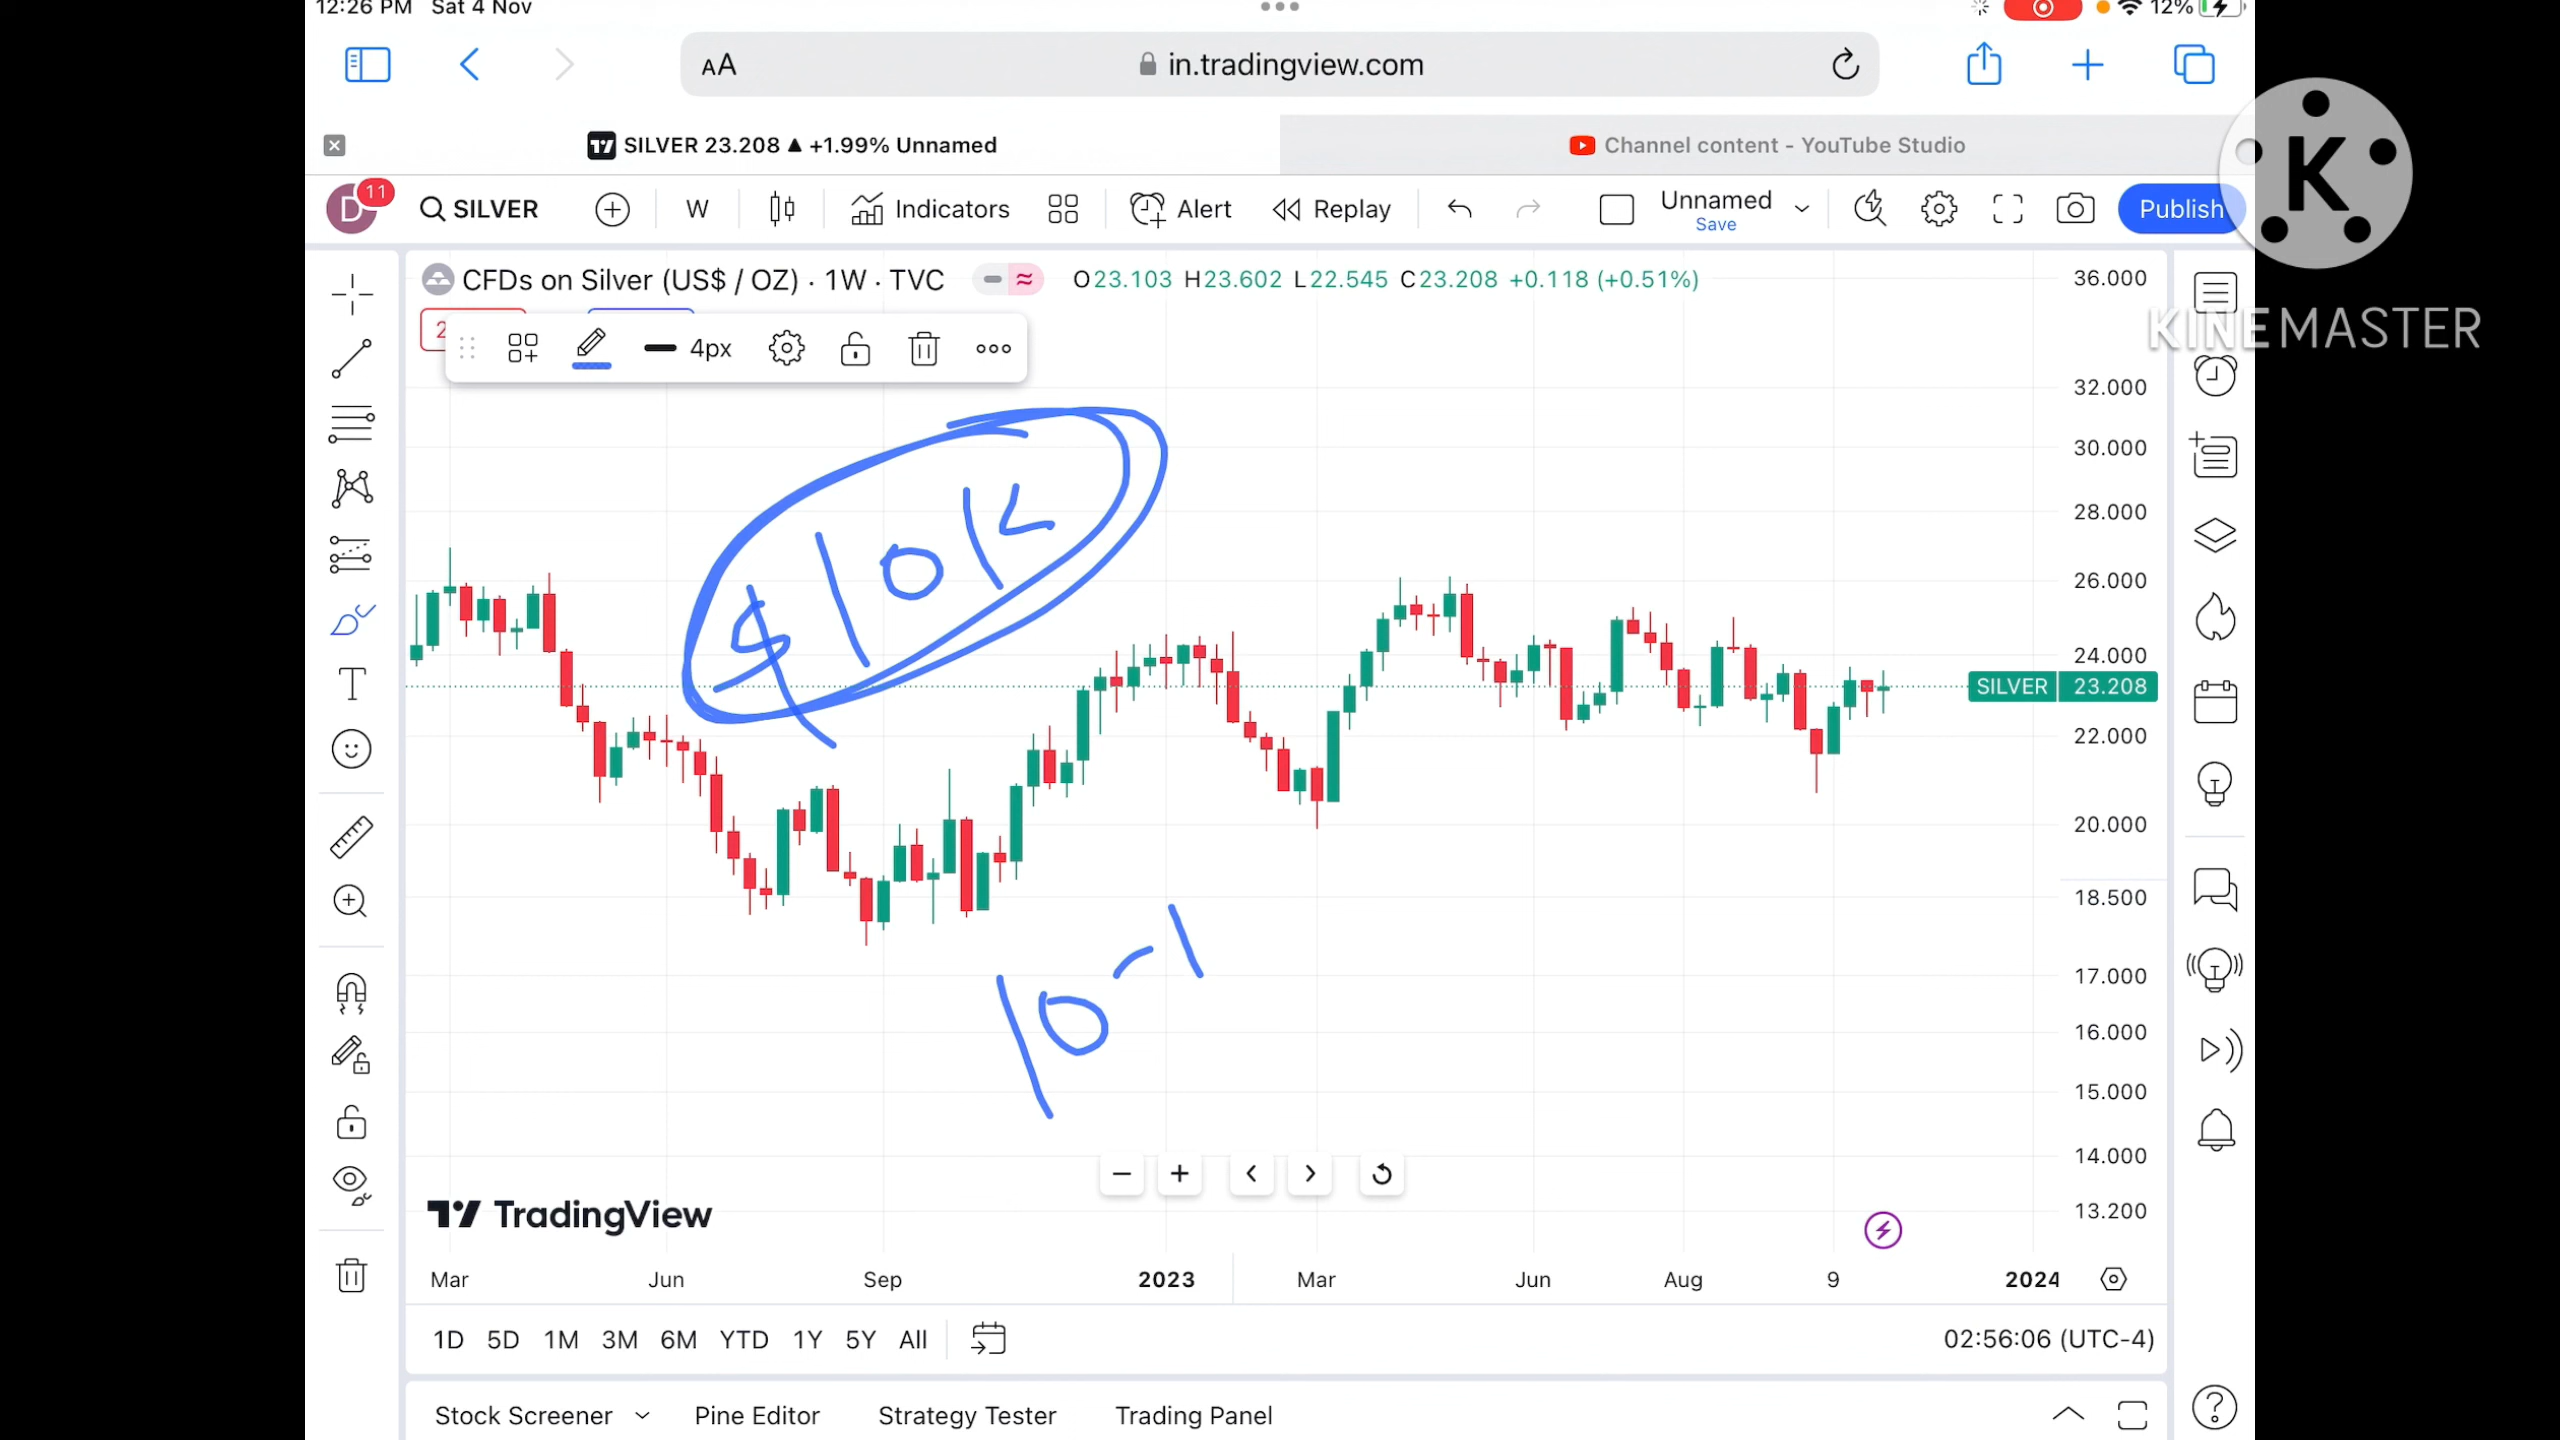 12:26 PM Sat 4 Nov
12%
AA in.tradingview.com
SILVER 23.208 ▲ +1.99% Unnamed
Channel content - YouTube Studio
K
KINEMASTER
D 11 SILVER W Indicators Alert Replay Unnamed Save Publish
CFDs on Silver (US$ / OZ) · 1W · TVC O23.103 H23.602 L22.545 C23.208 +0.118 (+0.51%)
4px
36.000
32.000
30.000
28.000
26.000
24.000
SILVER 23.208
22.000
20.000
18.500
17.000
16.000
15.000
14.000
13.200
$10K
10-1
TradingView
Mar Jun Sep 2023 Mar Jun Aug 9 2024
1D 5D 1M 3M 6M YTD 1Y 5Y All 02:56:06 (UTC-4)
Stock Screener Pine Editor Strategy Tester Trading Panel